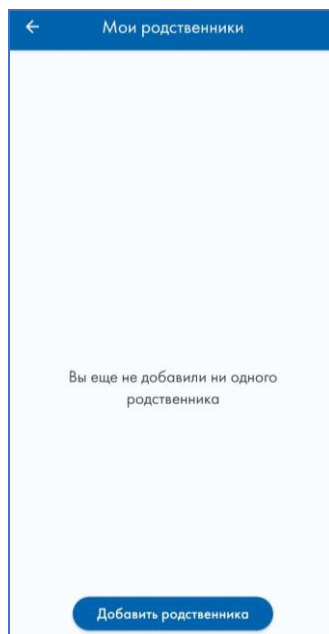 Мои родственники
Вы еще не добавили ни одного
родственника
Добавить родственника